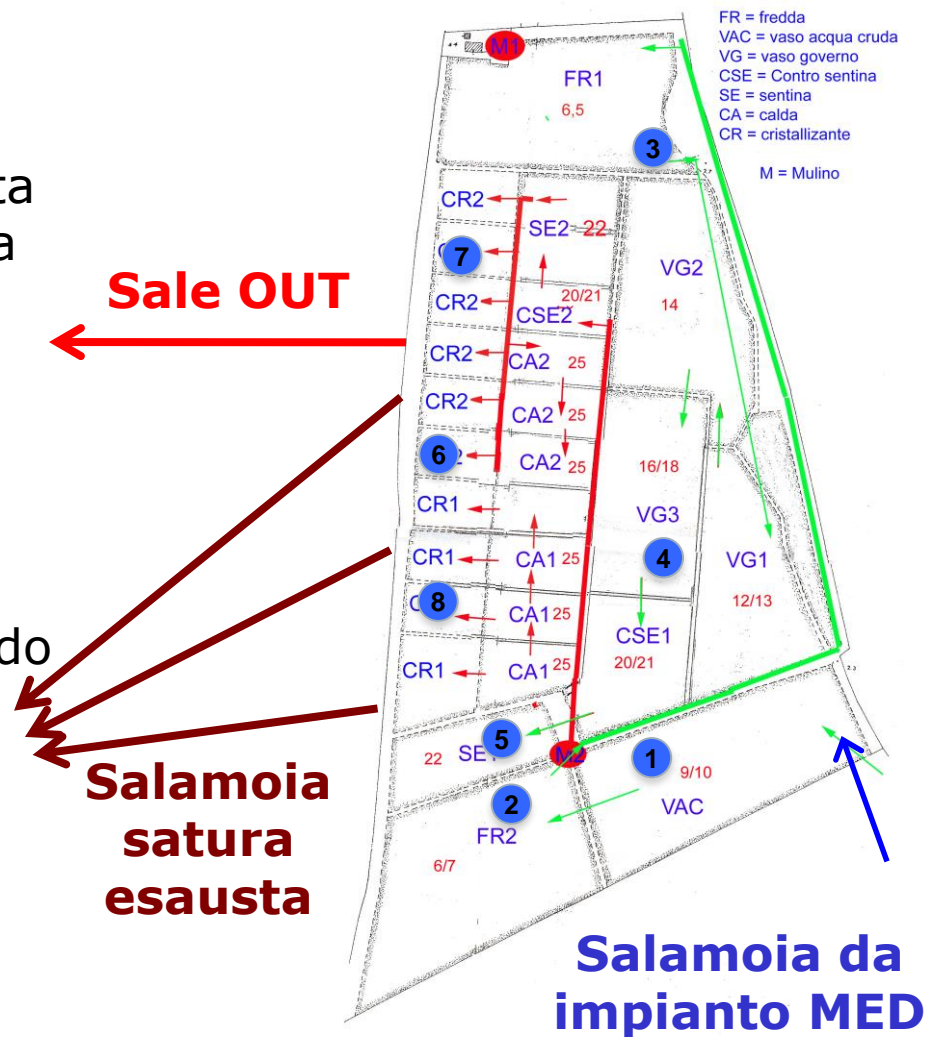 FR = fredda
VAC = vaso acqua cruda
VG = vaso governo
CSE = Contro sentina
SE = sentina
CA = calda
CR = cristallizante
M = Mulino
M1
FR1
6,5
3
ta
a
CR2
SE2 22
7
VG2
14
Sale OUT
CR2
20/21
CSE2
CR2
CA2 25
CR2
CA2 25
6
CA2 25
16/18
CR1
VG3
CR1
CA1 25
4
VG1
12/13
8
CA1 25
CSE1
20/21
do
CR1
CA1 25
5
22 SE1
M2
1
9/10
VAC
2
FR2
6/7
Salamoia
satura
esausta
Salamoia da
impianto MED